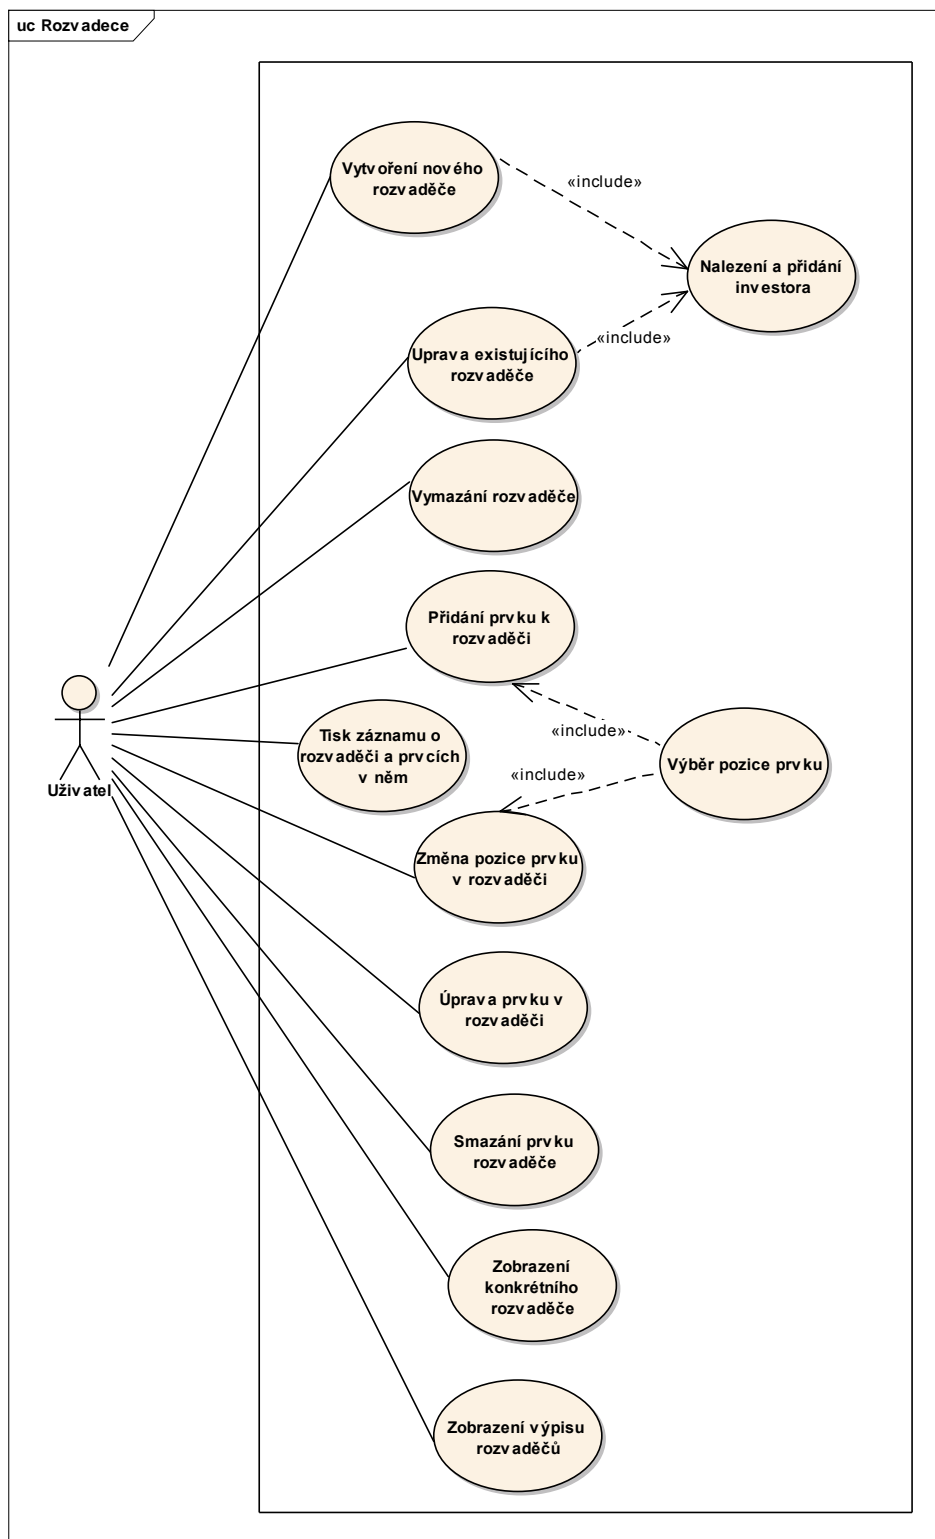 uc Rozvadece
Vytvoření nového
rozvaděče
«include»
Nalezení a přidání
investora
Uprava existujícího
rozvaděče
«include»
Vymazání rozvaděče
Přidání prvku k
rozvaděči
Uživatel
Tisk záznamu o
rozvaděči a prvcích
v něm
«include»
Výběr pozice prvku
«include»
Změna pozice prvku
v rozvaděči
Úprava prvku v
rozvaděči
Smazání prvku
rozvaděče
Zobrazení
konkrétního
rozvaděče
Zobrazení výpisu
rozvaděčů